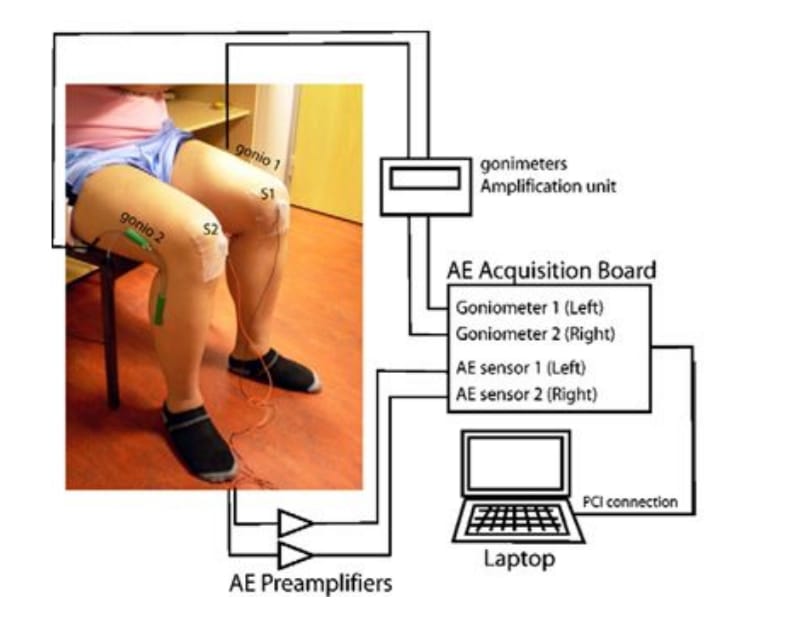 gonio 1
S1
gonio 2
S2
gonimeters
Amplification unit
AE Acquisition Board
Goniometer 1 (Left)
Goniometer 2 (Right)
AE sensor 1 (Left)
AE sensor 2 (Right)
PCI connection
Laptop
AE Preamplifiers